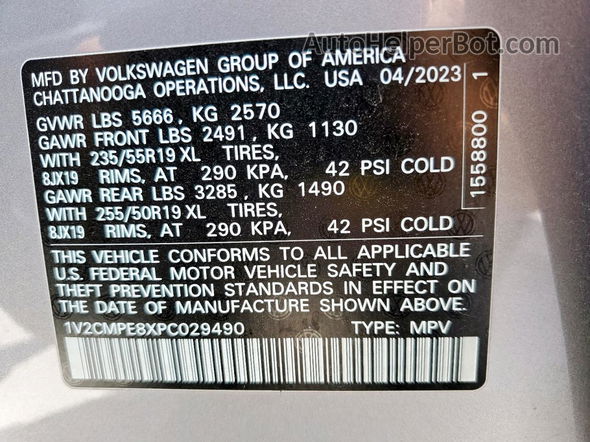 AutoHelperBot.com
MFD BY VOLKSWAGEN GROUP OF AMERICA
CHATTANOOGA OPERATIONS, LLC. USA 04/2023
GVWR LBS 5666, KG 2570
GAWR FRONT LBS 2491, KG 1130
WITH 235/55R19 XL TIRES,
8JX19 RIMS, AT 290 KPA, 42 PSI COLD
GAWR REAR LBS 3285, KG 1490
WITH 255/50R19 XL TIRES,
8JX19 RIMS, AT 290 KPA, 42 PSI COLD
1558800 1
THIS VEHICLE CONFORMS TO ALL APPLICABLE
U.S. FEDERAL MOTOR VEHICLE SAFETY AND
THEFT PREVENTION STANDARDS IN EFFECT ON
THE DATE OF MANUFACTURE SHOWN ABOVE.
1V2CMPE8XPC029490 TYPE: MPV
AutoHelperBot.com